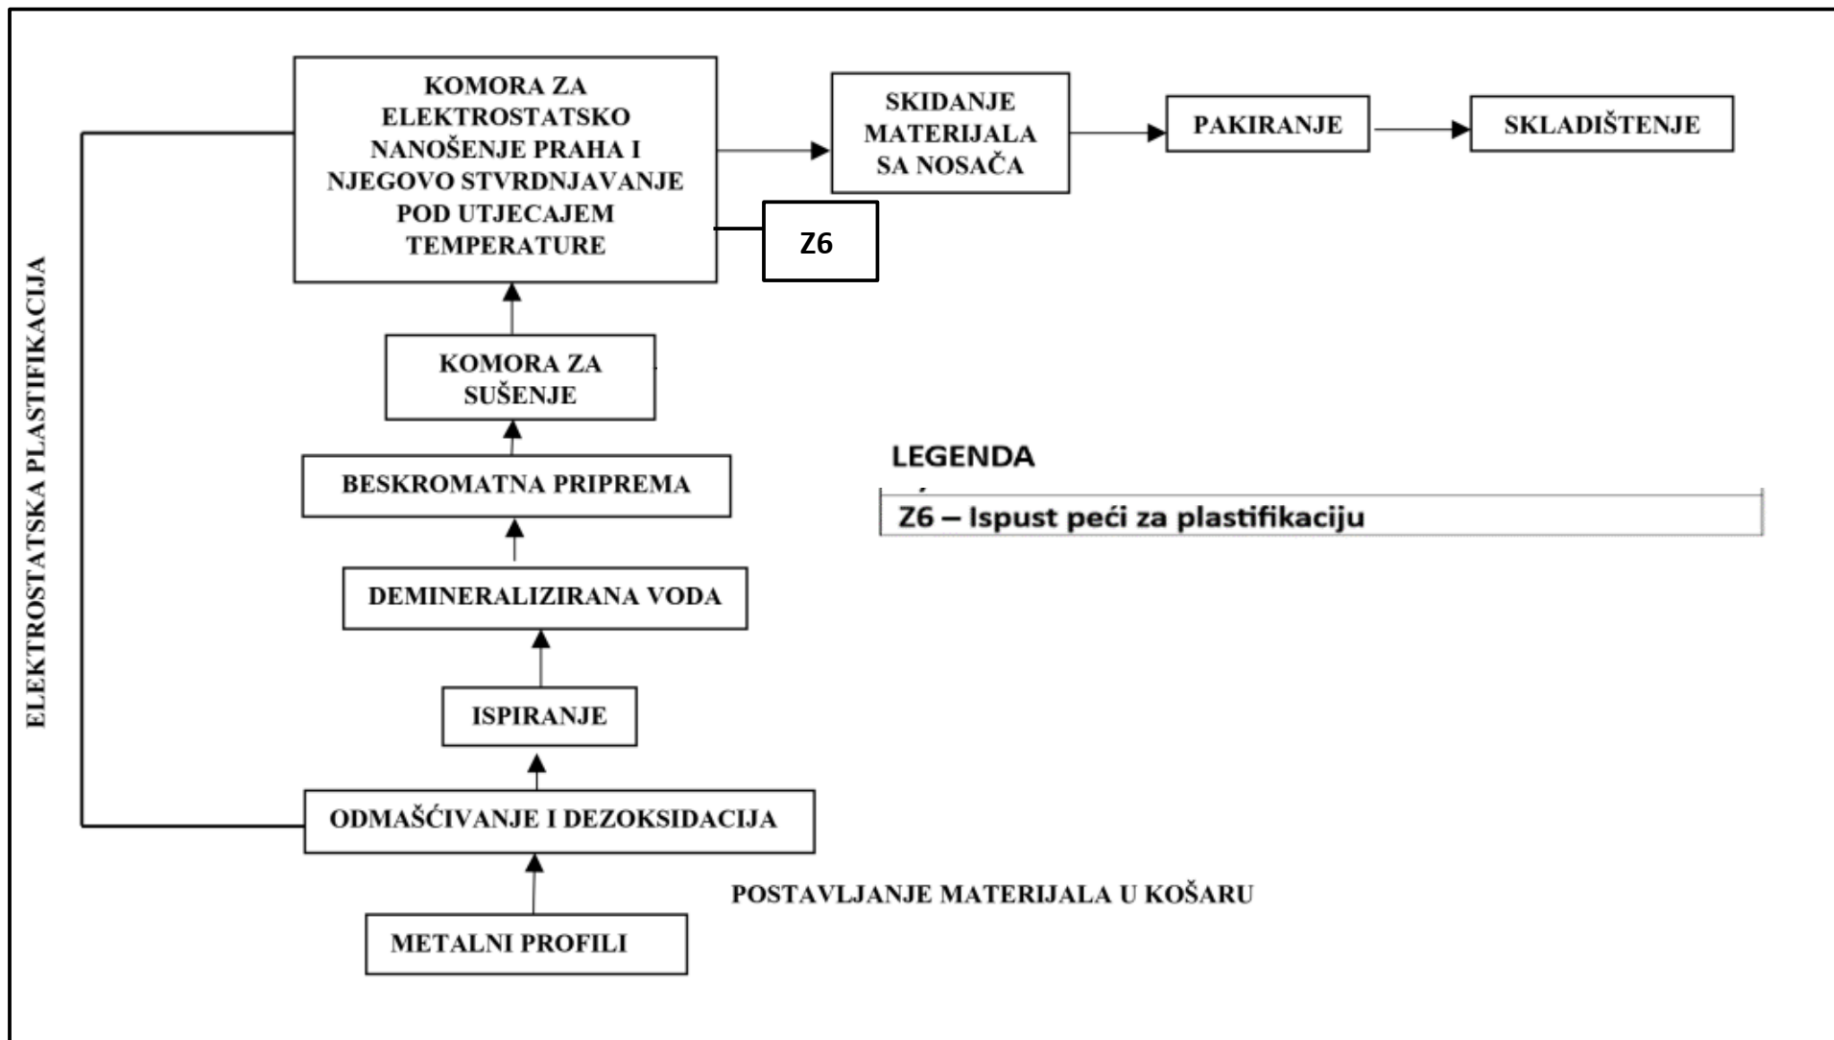 KOMORA ZA
ELEKTROSTATSKO
NANOŠENJE PRAHA I
NJEGOVO STVRDNJAVANJE
POD UTJECAJEM
TEMPERATURE
SKIDANJE
MATERIJALA
SA NOSAČA
PAKIRANJE
SKLADIŠTENJE
Z6
ELEKTROSTATSKA PLASTIFIKACIJA
KOMORA ZA
SUŠENJE
BESKROMATNA PRIPREMA
LEGENDA
Z6 – Ispust peći za plastifikaciju
DEMINERALIZIRANA VODA
ISPIRANJE
ODMAŠĆIVANJE I DEZOKSIDACIJA
POSTAVLJANJE MATERIJALA U KOŠARU
METALNI PROFILI